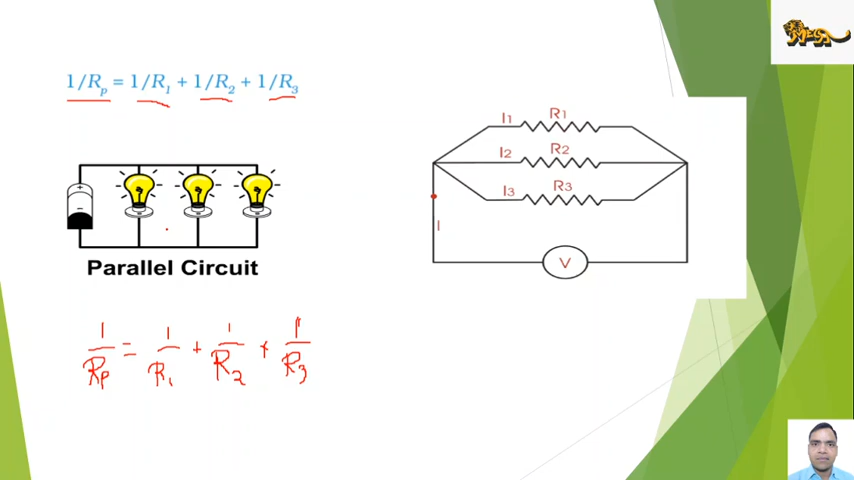 MEGA
1/Rp = 1/R1 + 1/R2 + 1/R3
I1 R1
I2 R2
I3 R3
I
V
+
−
Parallel Circuit
1/Rp = 1/R1 + 1/R2 + 1/R3